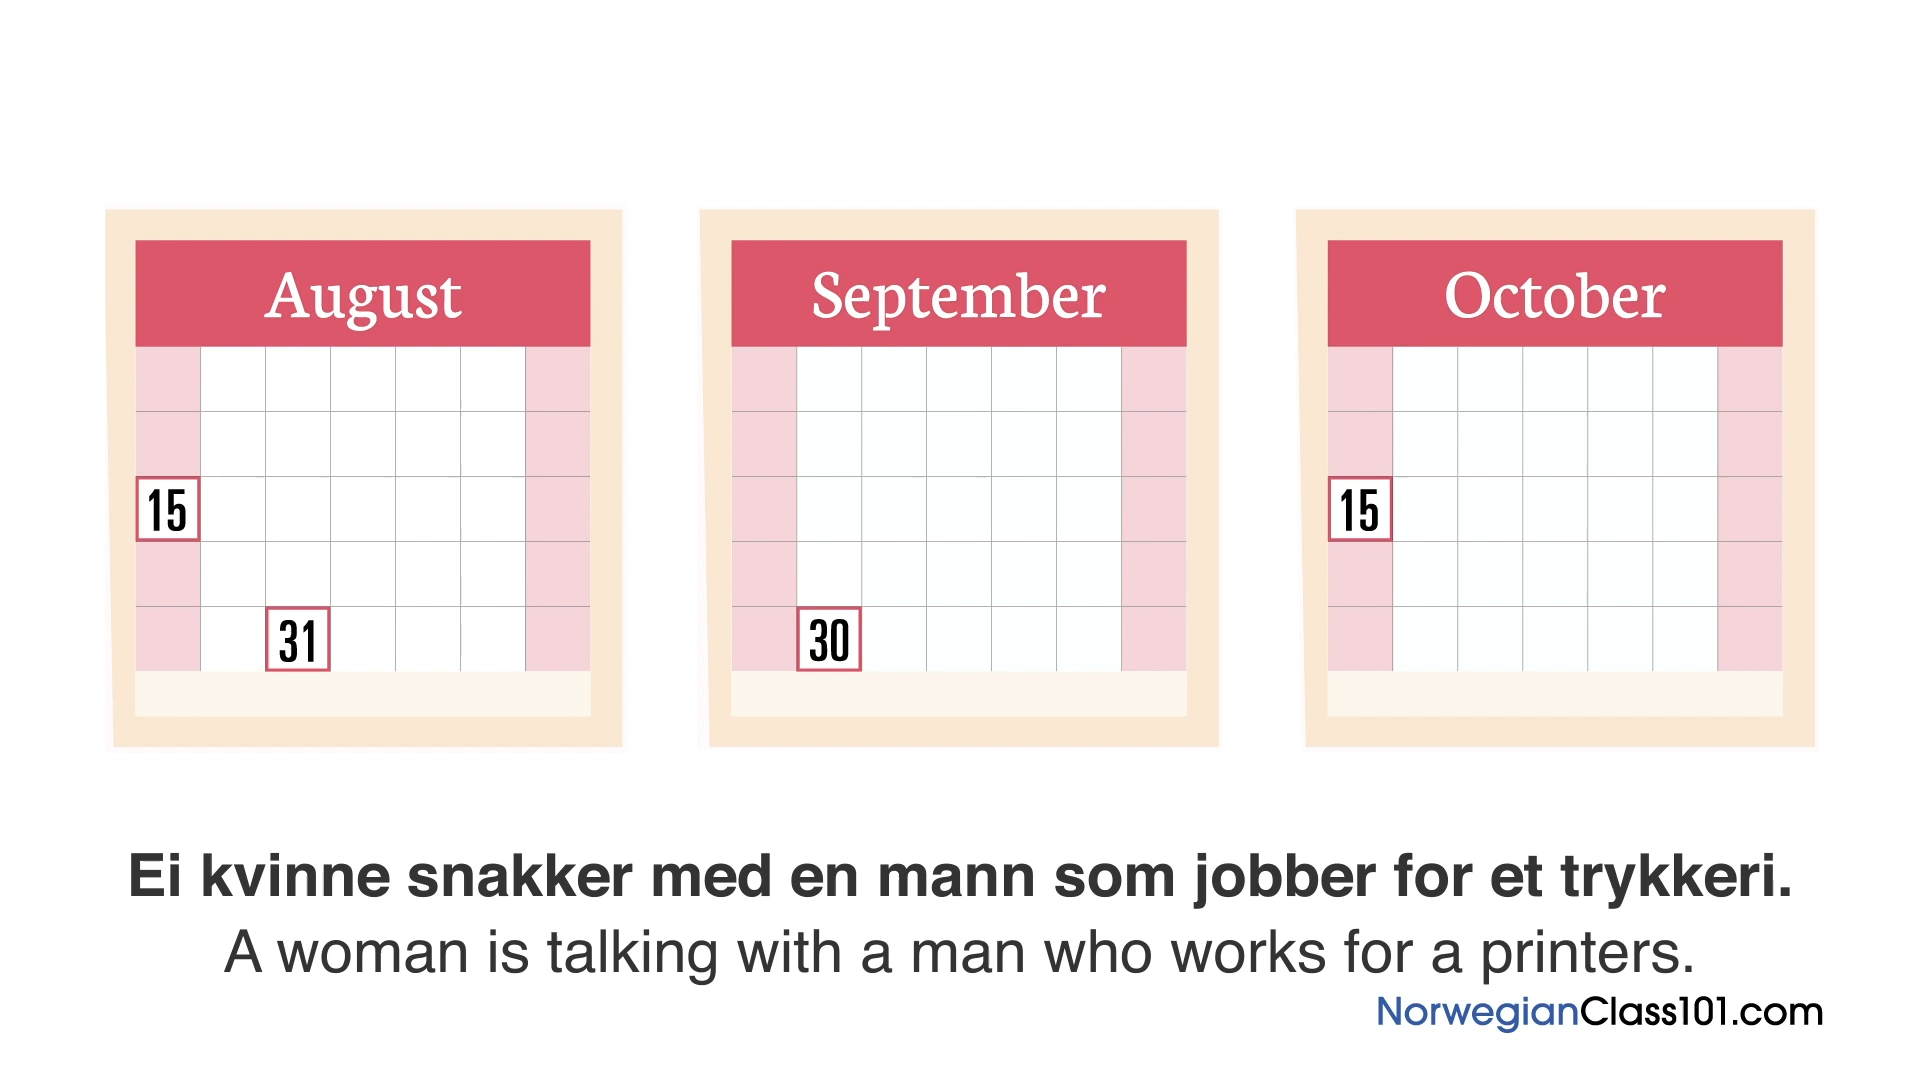 August
15
31
September
30
October
15
Ei kvinne snakker med en mann som jobber for et trykkeri.
A woman is talking with a man who works for a printers.
NorwegianClass101.com